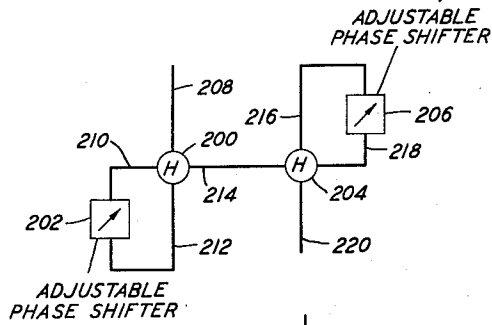 ADJUSTABLE
PHASE SHIFTER
208
216
206
210
200
218
H
H
214
204
202
212
220
ADJUSTABLE
PHASE SHIFTER